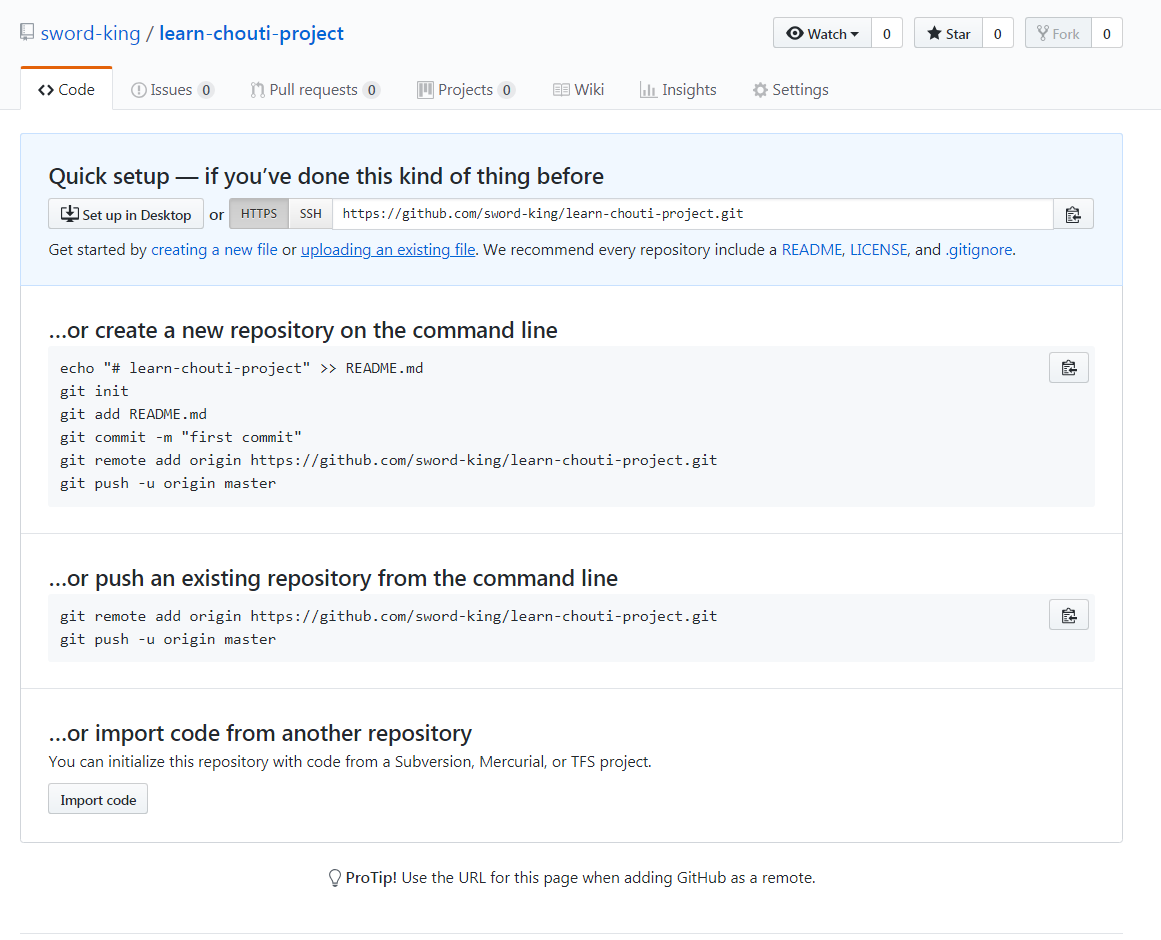 sword-king / learn-chouti-project
Watch 0 Star 0 Fork 0
Code Issues 0 Pull requests 0 Projects 0 Wiki Insights Settings
Quick setup — if you’ve done this kind of thing before
Set up in Desktop or HTTPS SSH https://github.com/sword-king/learn-chouti-project.git
Get started by creating a new file or uploading an existing file. We recommend every repository include a README, LICENSE, and .gitignore.
…or create a new repository on the command line
echo "# learn-chouti-project" >> README.md
git init
git add README.md
git commit -m "first commit"
git remote add origin https://github.com/sword-king/learn-chouti-project.git
git push -u origin master
…or push an existing repository from the command line
git remote add origin https://github.com/sword-king/learn-chouti-project.git
git push -u origin master
…or import code from another repository
You can initialize this repository with code from a Subversion, Mercurial, or TFS project.
Import code
ProTip! Use the URL for this page when adding GitHub as a remote.